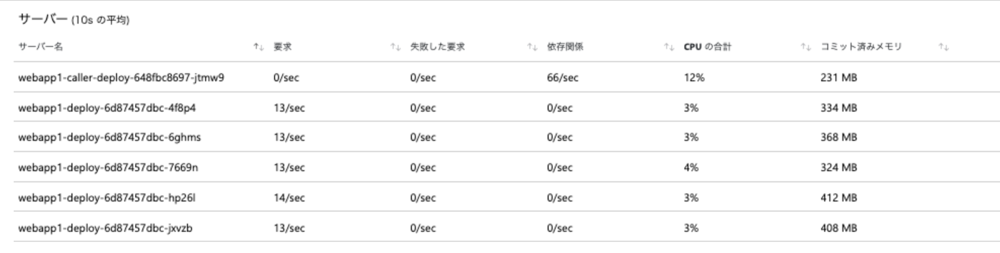 サーバー (10s の平均)
サーバー名 ↑↓ 要求 ↑↓ 失敗した要求 ↑↓ 依存関係 ↑↓ CPU の合計 ↑↓ コミット済みメモリ ↑↓
webapp1-caller-deploy-648fbc8697-jtmw9 0/sec 0/sec 66/sec 12% 231 MB
webapp1-deploy-6d87457dbc-4f8p4 13/sec 0/sec 0/sec 3% 334 MB
webapp1-deploy-6d87457dbc-6ghms 13/sec 0/sec 0/sec 3% 368 MB
webapp1-deploy-6d87457dbc-7669n 13/sec 0/sec 0/sec 4% 324 MB
webapp1-deploy-6d87457dbc-hp26l 14/sec 0/sec 0/sec 3% 412 MB
webapp1-deploy-6d87457dbc-jxvzb 13/sec 0/sec 0/sec 3% 408 MB